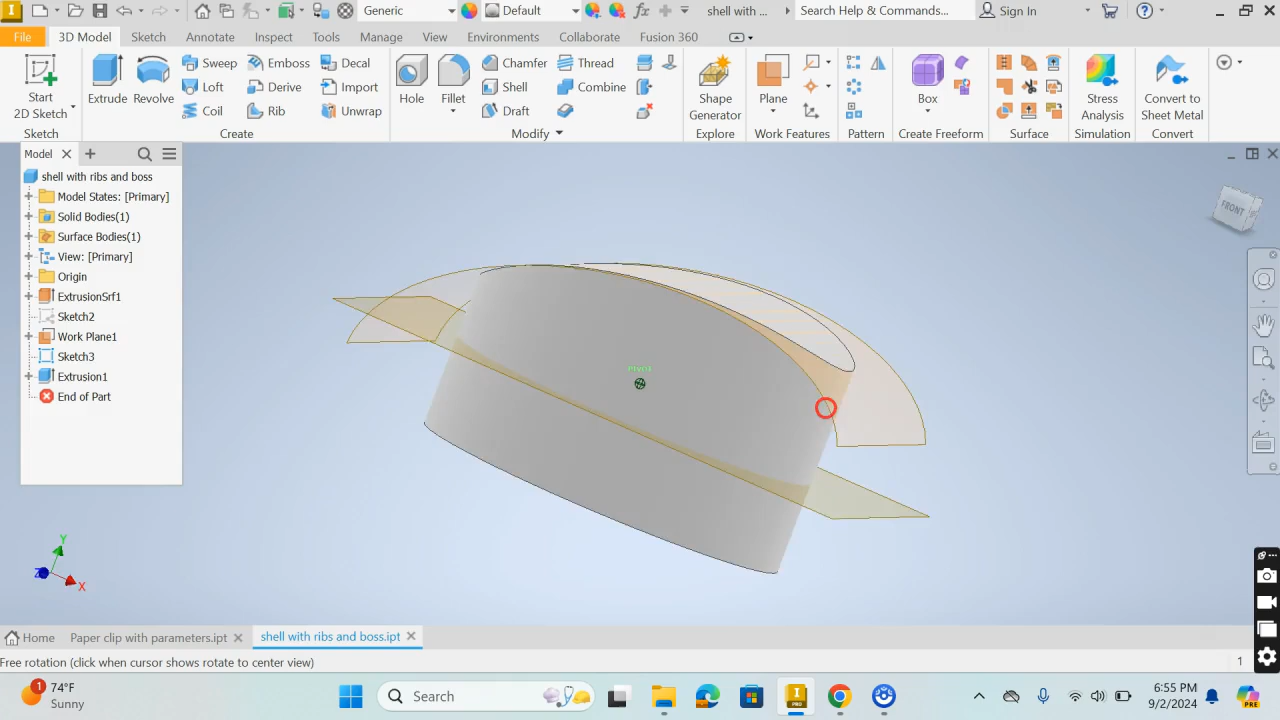 Generic
Default
shell with ...
Search Help & Commands...
Sign In
File
3D Model
Sketch
Annotate
Inspect
Tools
Manage
View
Environments
Collaborate
Fusion 360
Start
2D Sketch
Extrude
Revolve
Sweep
Emboss
Decal
Loft
Derive
Import
Coil
Rib
Unwrap
Hole
Fillet
Chamfer
Thread
Shell
Combine
Draft
Shape
Generator
Plane
Box
Stress
Analysis
Convert to
Sheet Metal
Sketch
Create
Modify
Explore
Work Features
Pattern
Create Freeform
Surface
Simulation
Convert
Model
shell with ribs and boss
Model States: [Primary]
Solid Bodies(1)
Surface Bodies(1)
View: [Primary]
Origin
ExtrusionSrf1
Sketch2
Work Plane1
Sketch3
Extrusion1
End of Part
FRONT
PIVOT
Y
Z
X
Home
Paper clip with parameters.ipt
shell with ribs and boss.ipt
Free rotation (click when cursor shows rotate to center view)
1
1
74°F
Sunny
Search
I
PRO
6:55 PM
9/2/2024
PRE